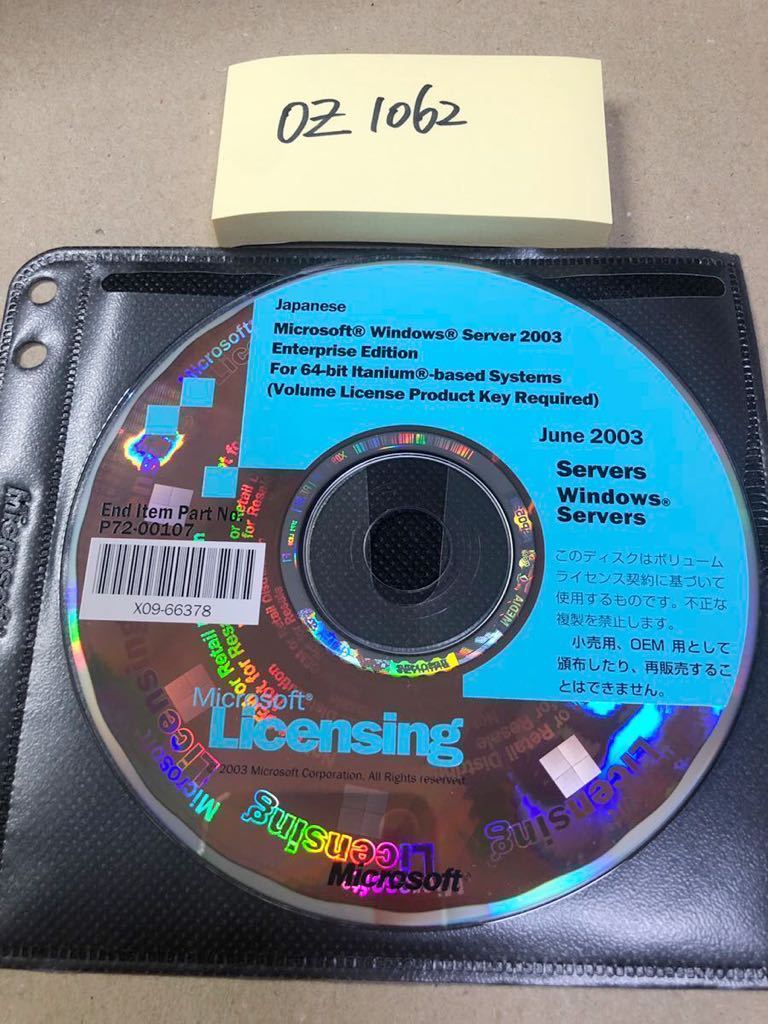 OZ 1062
Japanese
Microsoft® Windows® Server 2003
Enterprise Edition
For 64-bit Itanium®-based Systems
(Volume License Product Key Required)
June 2003
Servers
Windows®
Servers
End Item Part No.
P72-00107
X09-66378
このディスクはボリューム
ライセンス契約に基づいて
使用するものです。不正な
複製を禁止します。
小売用、OEM 用として
頒布したり、再販売するこ
とはできません。
Microsoft®
Licensing
©2003 Microsoft Corporation. All Rights reserved.
Microsoft
Licensing
Licensing
Licensing
Microsoft
Microsoft